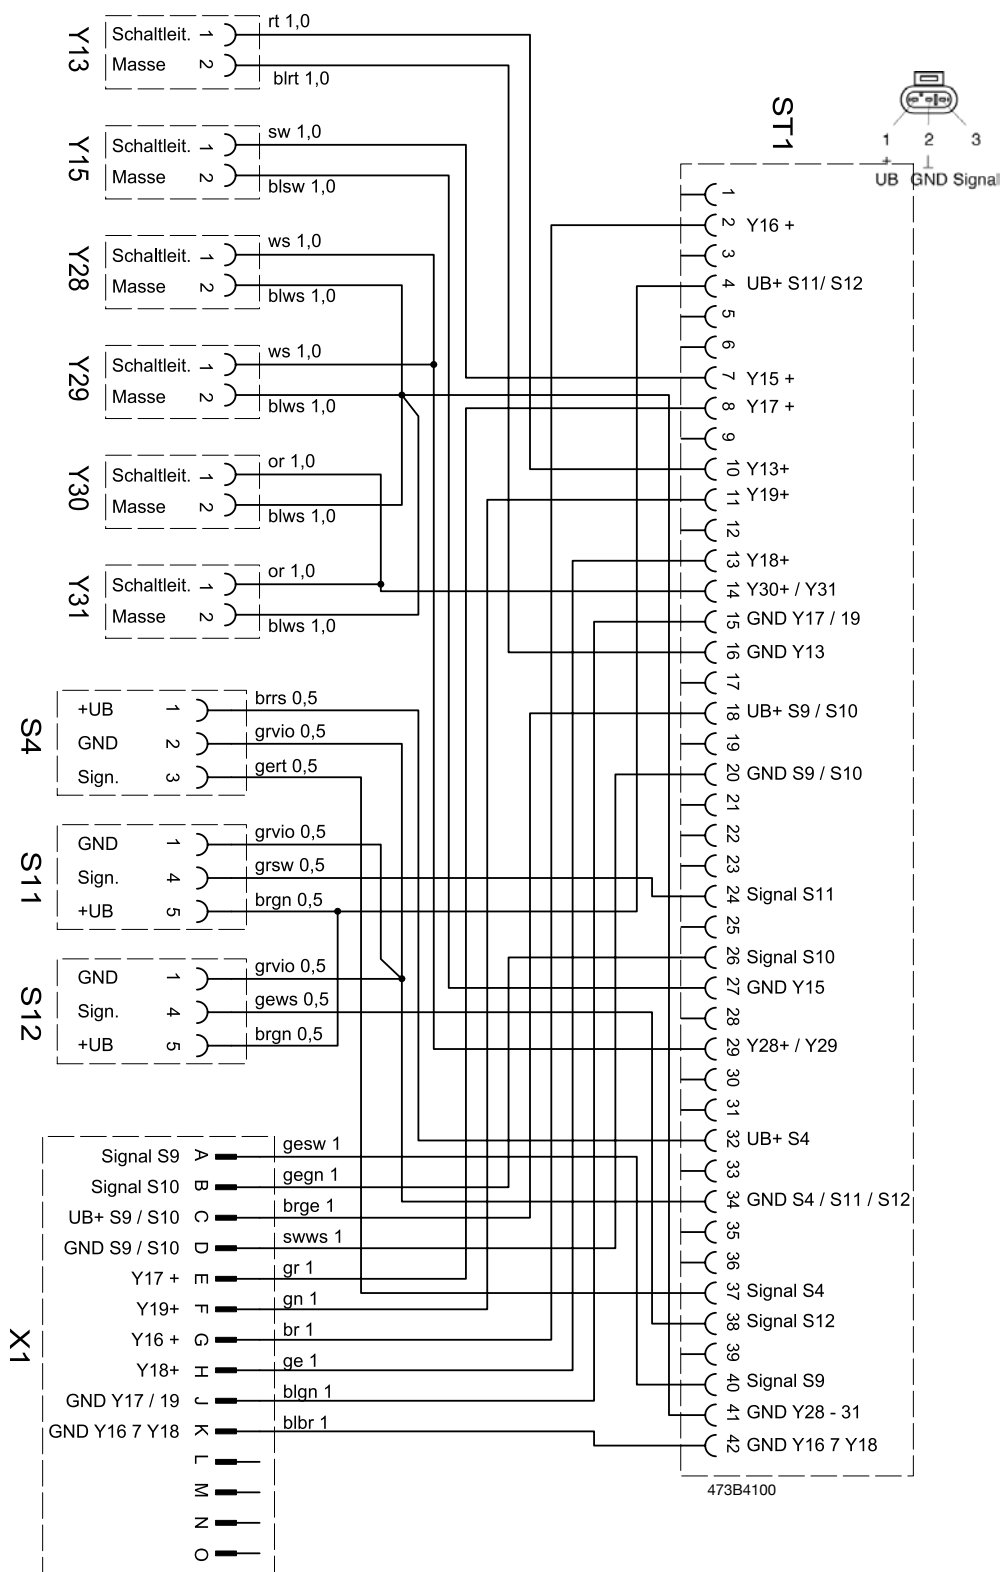 Y13
Schaltleit. 1
rt 1,0
Masse 2
blrt 1,0
Y15
Schaltleit. 1
sw 1,0
Masse 2
blsw 1,0
Y28
Schaltleit. 1
ws 1,0
Masse 2
blws 1,0
Y29
Schaltleit. 1
ws 1,0
Masse 2
blws 1,0
Y30
Schaltleit. 1
or 1,0
Masse 2
blws 1,0
Y31
Schaltleit. 1
or 1,0
Masse 2
blws 1,0
S4
+UB 1
brrs 0,5
GND 2
grvio 0,5
Sign. 3
gert 0,5
S11
GND 1
grvio 0,5
Sign. 4
grsw 0,5
+UB 5
brgn 0,5
S12
GND 1
grvio 0,5
Sign. 4
gews 0,5
+UB 5
brgn 0,5
X1
Signal S9 A
gesw 1
Signal S10 B
gegn 1
UB+ S9 / S10 C
brge 1
GND S9 / S10 D
swws 1
Y17 + E
gr 1
Y19+ F
gn 1
Y16 + G
br 1
Y18+ H
ge 1
GND Y17 / 19 J
blgn 1
GND Y16 7 Y18 K
blbr 1
L
M
N
O
1 2 3
+ ⊥
UB GND Signal
ST1
1
2 Y16 +
3
4 UB+ S11/ S12
5
6
7 Y15 +
8 Y17 +
9
10 Y13+
11 Y19+
12
13 Y18+
14 Y30+ / Y31
15 GND Y17 / 19
16 GND Y13
17
18 UB+ S9 / S10
19
20 GND S9 / S10
21
22
23
24 Signal S11
25
26 Signal S10
27 GND Y15
28
29 Y28+ / Y29
30
31
32 UB+ S4
33
34 GND S4 / S11 / S12
35
36
37 Signal S4
38 Signal S12
39
40 Signal S9
41 GND Y28 - 31
42 GND Y16 7 Y18
473B4100